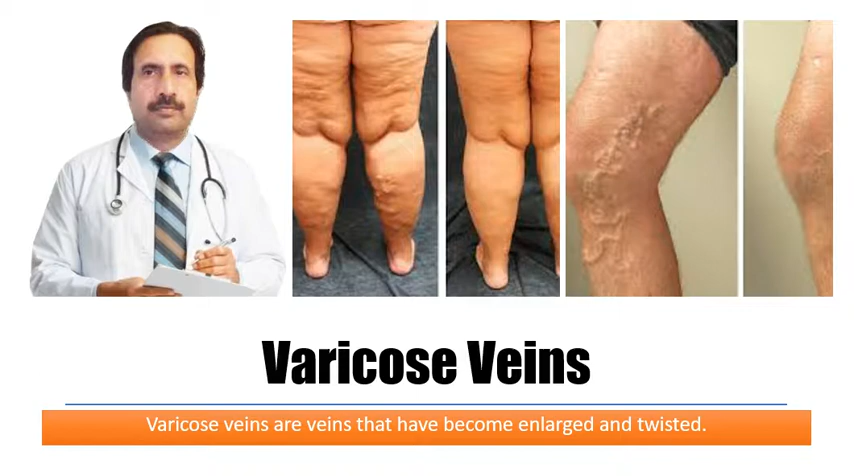 Varicose Veins
Varicose veins are veins that have become enlarged and twisted.